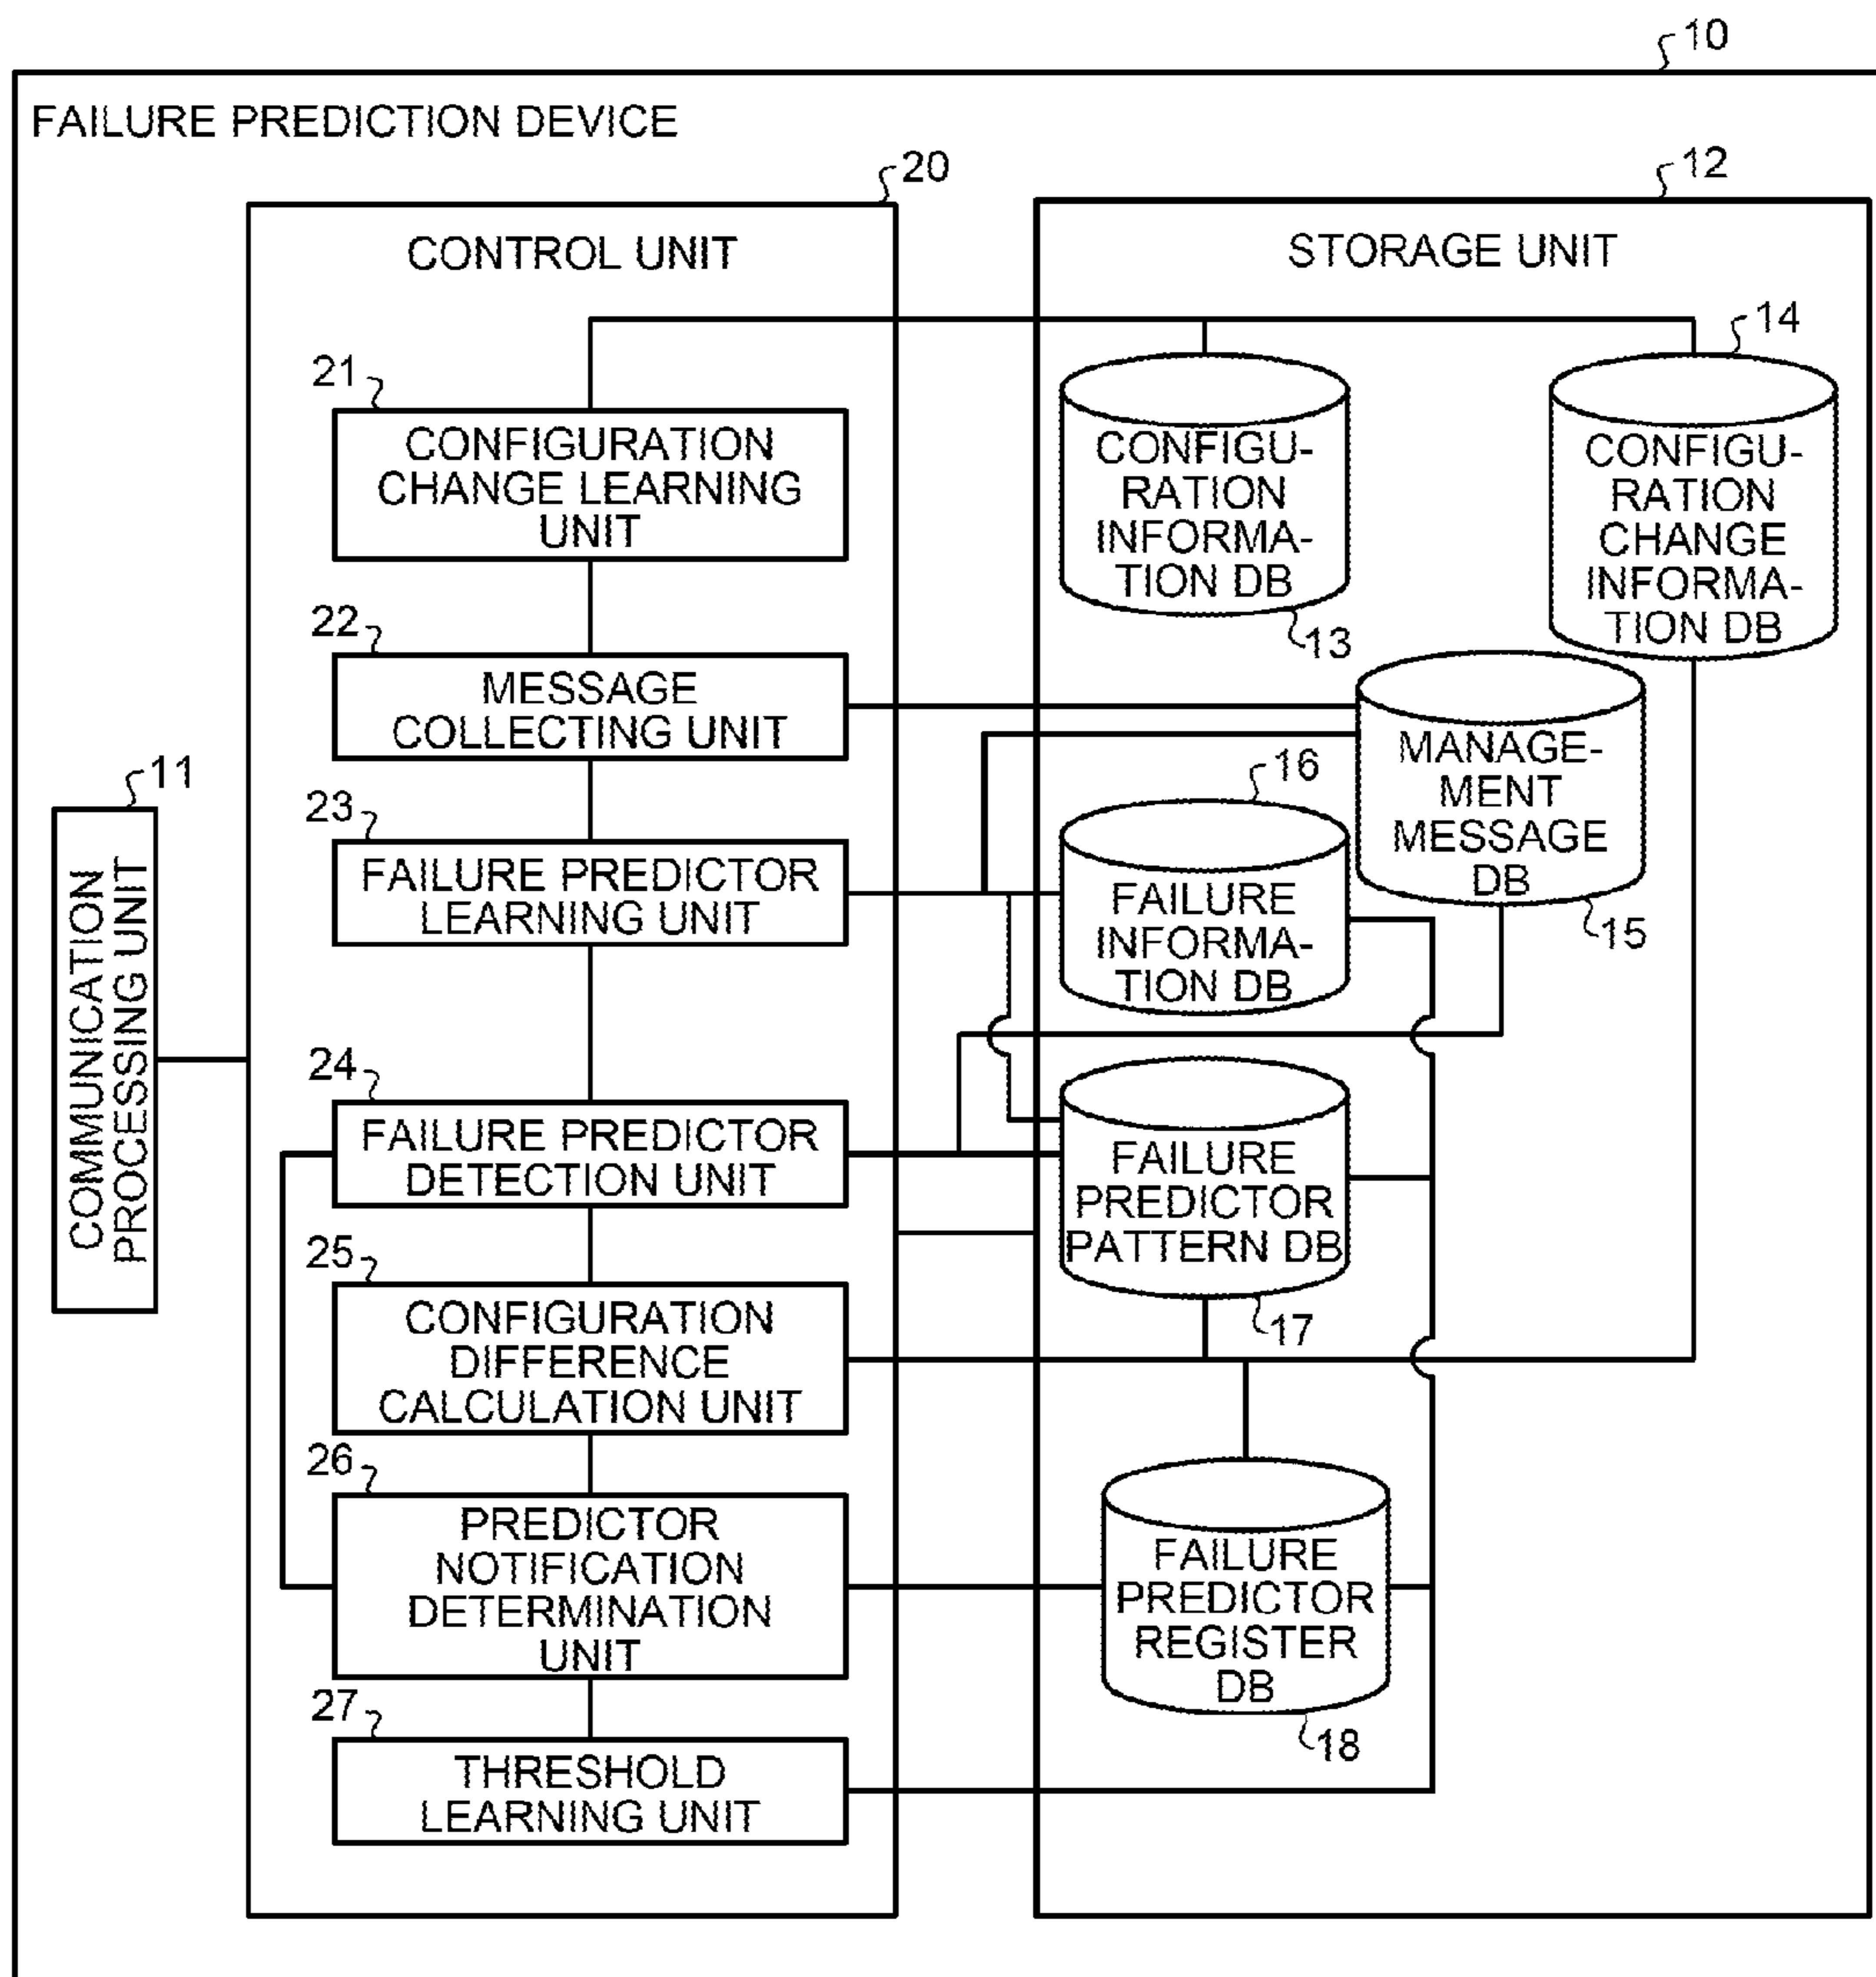 10
FAILURE PREDICTION DEVICE
20
12
CONTROL UNIT
STORAGE UNIT
21
CONFIGURATION
CHANGE LEARNING
UNIT
CONFIGU-
RATION
INFORMA-
TION DB
13
14
CONFIGU-
RATION
CHANGE
INFORMA-
TION DB
22
MESSAGE
COLLECTING UNIT
MANAGE-
MENT
MESSAGE
DB
15
11
COMMUNICATION
PROCESSING UNIT
23
FAILURE PREDICTOR
LEARNING UNIT
16
FAILURE
INFORMA-
TION DB
24
FAILURE PREDICTOR
DETECTION UNIT
FAILURE
PREDICTOR
PATTERN DB
17
25
CONFIGURATION
DIFFERENCE
CALCULATION UNIT
26
PREDICTOR
NOTIFICATION
DETERMINATION
UNIT
FAILURE
PREDICTOR
REGISTER
DB
18
27
THRESHOLD
LEARNING UNIT